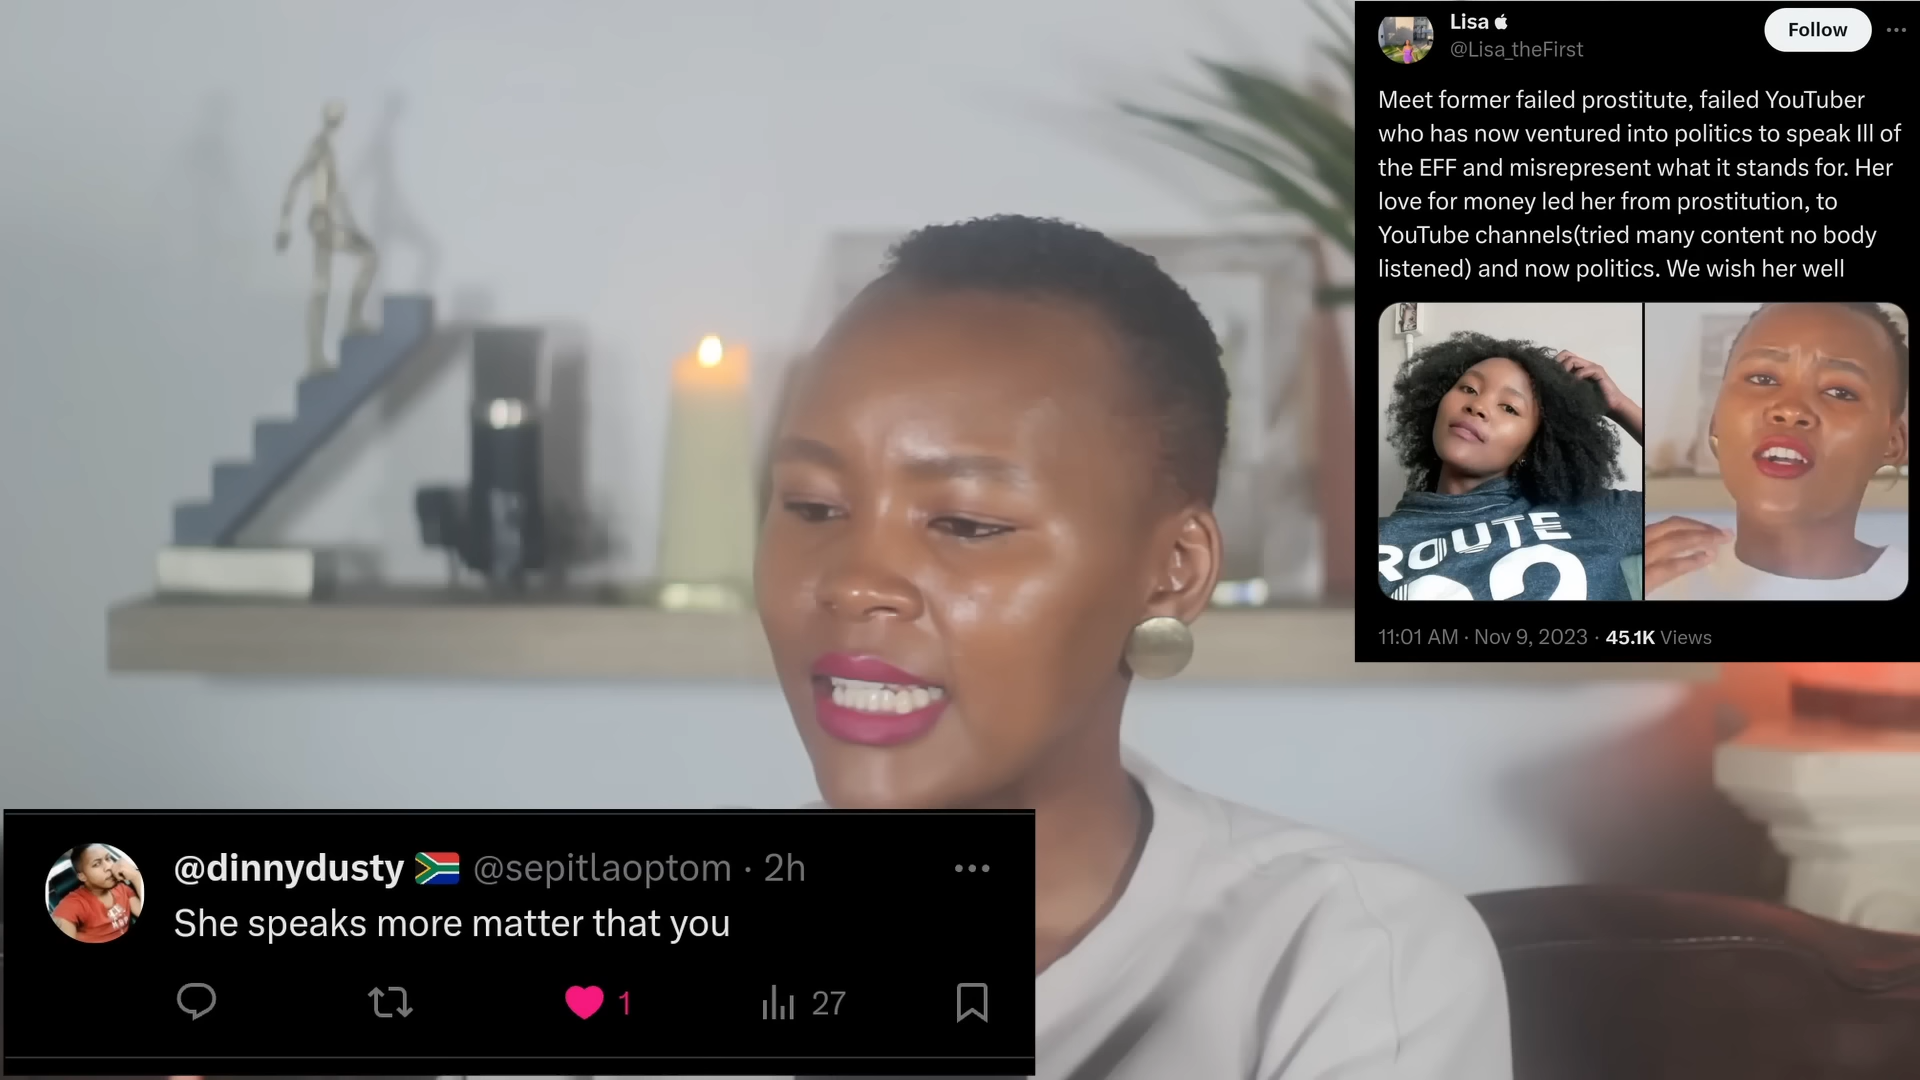 Lisa
@Lisa_theFirst
Follow
Meet former failed prostitute, failed YouTuber
who has now ventured into politics to speak Ill of
the EFF and misrepresent what it stands for. Her
love for money led her from prostitution, to
YouTube channels(tried many content no body
listened) and now politics. We wish her well
ROUTE
11:01 AM · Nov 9, 2023 · 45.1K Views
@dinnydusty 🇿🇦 @sepitlaoptom · 2h
She speaks more matter that you
1
27